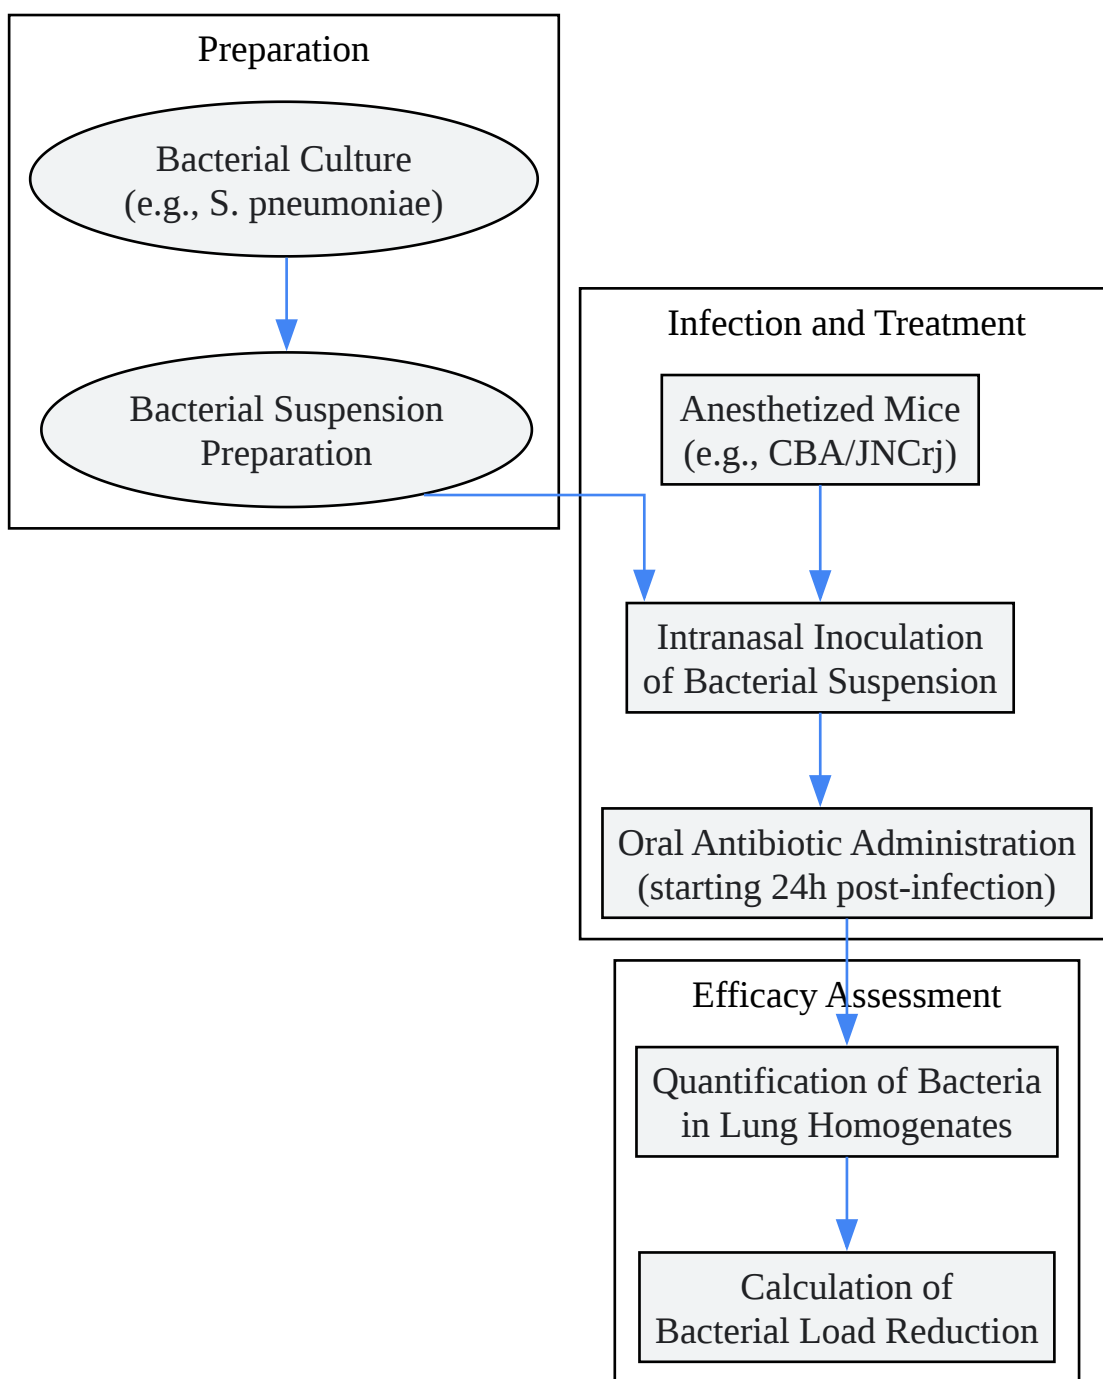 Preparation
Bacterial Culture
(e.g., S. pneumoniae)
Bacterial Suspension
Preparation
Infection and Treatment
Anesthetized Mice
(e.g., CBA/JNCrj)
Intranasal Inoculation
of Bacterial Suspension
Oral Antibiotic Administration
(starting 24h post-infection)
Efficacy Assessment
Quantification of Bacteria
in Lung Homogenates
Calculation of
Bacterial Load Reduction